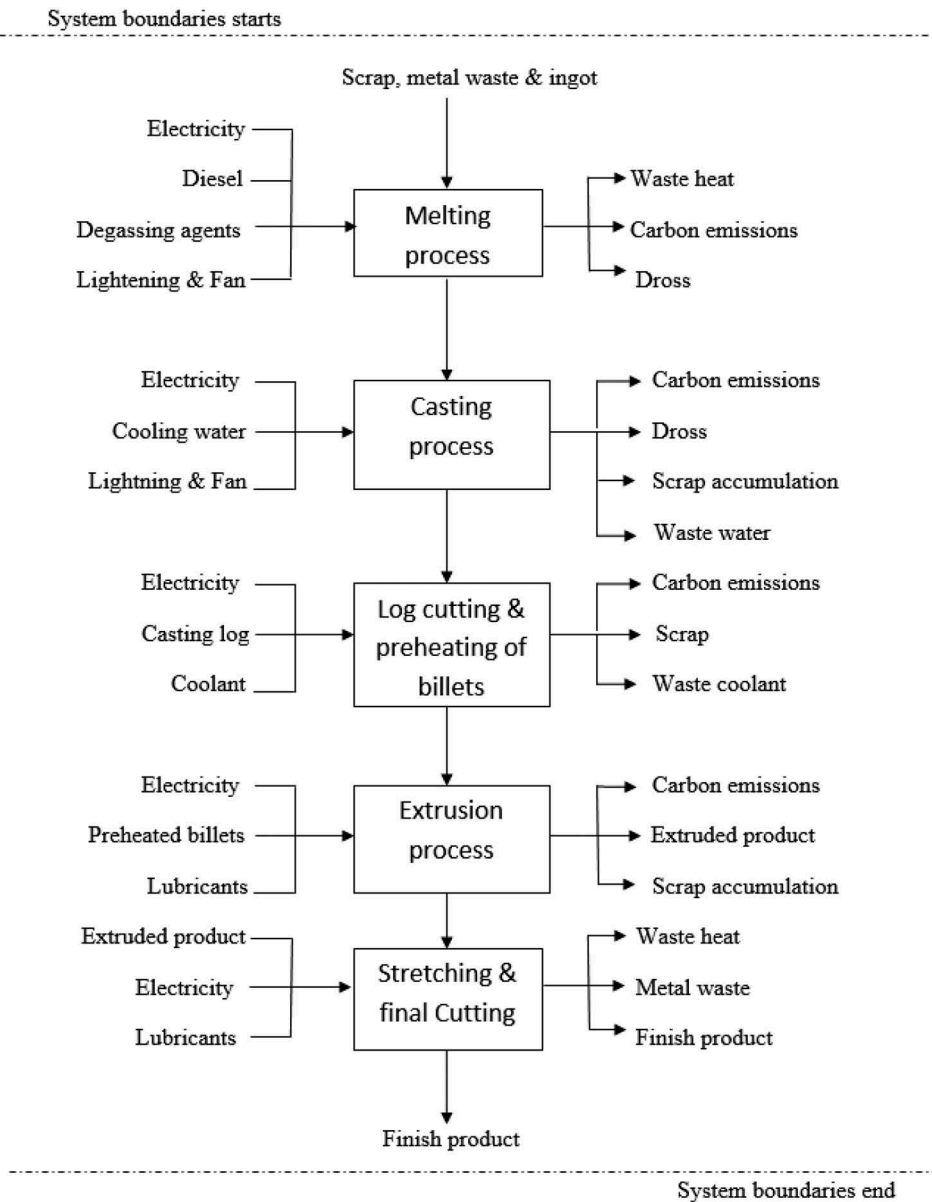 System boundaries starts
Scrap, metal waste & ingot
Electricity
Diesel
Degassing agents
Lightening & Fan
Melting
process
Waste heat
Carbon emissions
Dross
Electricity
Cooling water
Lightning & Fan
Casting
process
Carbon emissions
Dross
Scrap accumulation
Waste water
Electricity
Casting log
Coolant
Log cutting &
preheating of
billets
Carbon emissions
Scrap
Waste coolant
Electricity
Preheated billets
Lubricants
Extrusion
process
Carbon emissions
Extruded product
Scrap accumulation
Extruded product
Electricity
Lubricants
Stretching &
final Cutting
Waste heat
Metal waste
Finish product
Finish product
System boundaries end